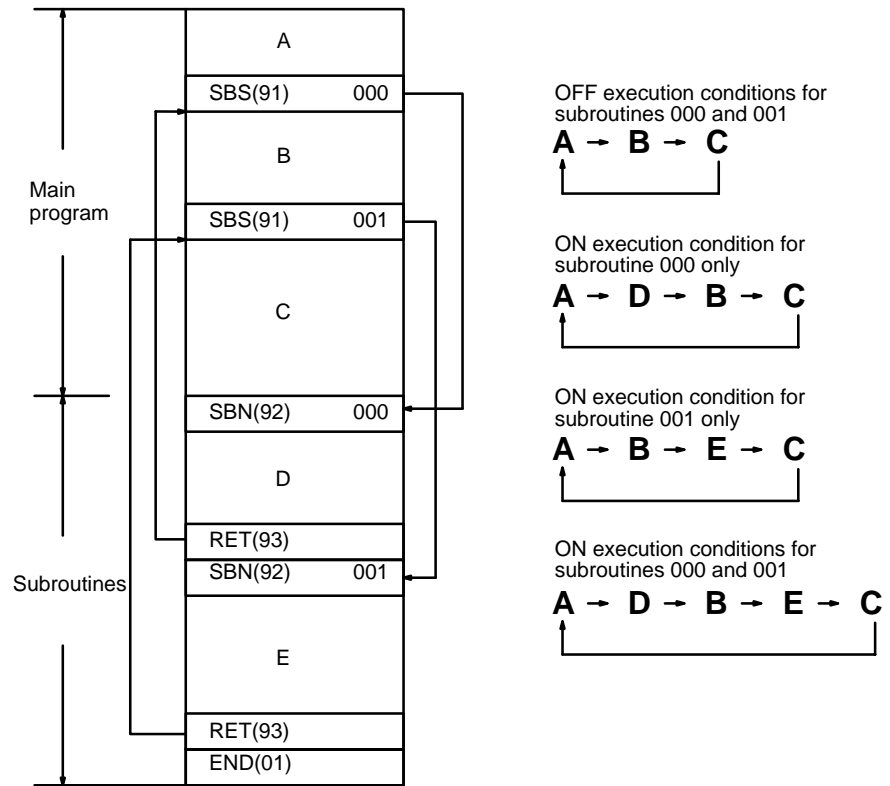 A
SBS(91) 000
B
Main
program
SBS(91) 001
C
SBN(92) 000
D
RET(93)
SBN(92) 001
Subroutines
E
RET(93)
END(01)
OFF execution conditions for
subroutines 000 and 001
A → B → C
ON execution condition for
subroutine 000 only
A → D → B → C
ON execution condition for
subroutine 001 only
A → B → E → C
ON execution conditions for
subroutines 000 and 001
A → D → B → E → C